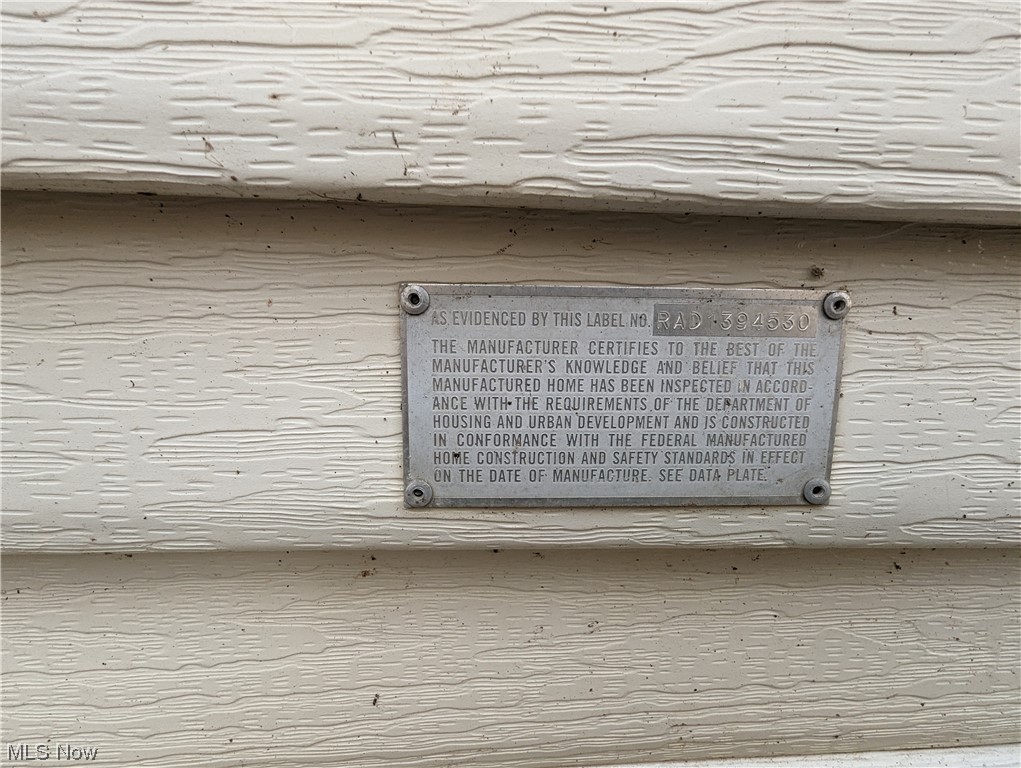 AS EVIDENCED BY THIS LABEL NO. RAD 1394530
THE MANUFACTURER CERTIFIES TO THE BEST OF THE
MANUFACTURER'S KNOWLEDGE AND BELIEF THAT THIS
MANUFACTURED HOME HAS BEEN INSPECTED IN ACCORD-
ANCE WITH THE REQUIREMENTS OF THE DEPARTMENT OF
HOUSING AND URBAN DEVELOPMENT AND IS CONSTRUCTED
IN CONFORMANCE WITH THE FEDERAL MANUFACTURED
HOME CONSTRUCTION AND SAFETY STANDARDS IN EFFECT
ON THE DATE OF MANUFACTURE. SEE DATA PLATE.
MLS Now